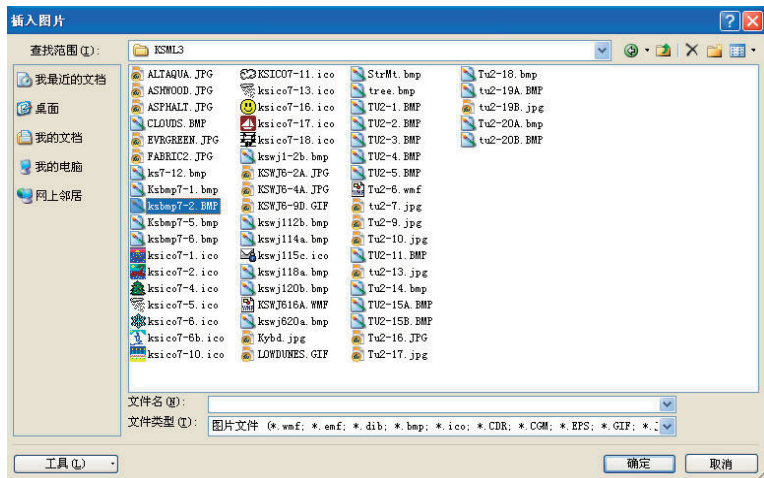 插入图片
查找范围(I):
KSML3
我最近的文档
桌面
我的文档
我的电脑
网上邻居
ALTAQUA.JPG
ASHWOOD.JPG
ASPHALT.JPG
CLOUDS.BMP
EVRGREEN.JPG
FABRIC2.JPG
ks7-12.bmp
Ksbmp7-1.bmp
ksbmp7-2.BMP
Ksbmp7-5.bmp
ksbmp7-6.bmp
ksico7-1.ico
ksico7-2.ico
ksico7-4.ico
ksico7-5.ico
ksico7-6.ico
ksico7-6b.ico
ksico7-10.ico
KSICO7-11.ico
ksico7-13.ico
ksico7-16.ico
ksico7-17.ico
ksico7-18.ico
kswj1-2b.bmp
KSWJ6-2A.JPG
KSWJ6-4A.JPG
KSWJ6-9D.GIF
kswj112b.bmp
kswj114a.bmp
kswj115c.ico
kswj118a.bmp
kswj120b.bmp
KSWJ616A.WMF
kswj620a.bmp
Kybd.jpg
LOWDUNES.GIF
StrMt.bmp
tree.bmp
TU2-1.BMP
TU2-2.BMP
TU2-3.BMP
TU2-4.BMP
TU2-5.BMP
Tu2-6.wmf
tu2-7.jpg
Tu2-9.jpg
Tu2-10.jpg
TU2-11.BMP
tu2-13.jpg
Tu2-14.bmp
TU2-15A.BMP
TU2-15B.BMP
Tu2-16.JPG
Tu2-17.jpg
Tu2-18.bmp
tu2-19A.BMP
tu2-19B.jpg
Tu2-20A.bmp
tu2-20B.BMP
文件名(N):
文件类型(T):
图片文件 (*.wmf; *.emf; *.dib; *.bmp; *.ico; *.CDR; *.CGM; *.EPS; *.GIF; *.
工具(L)
确定
取消